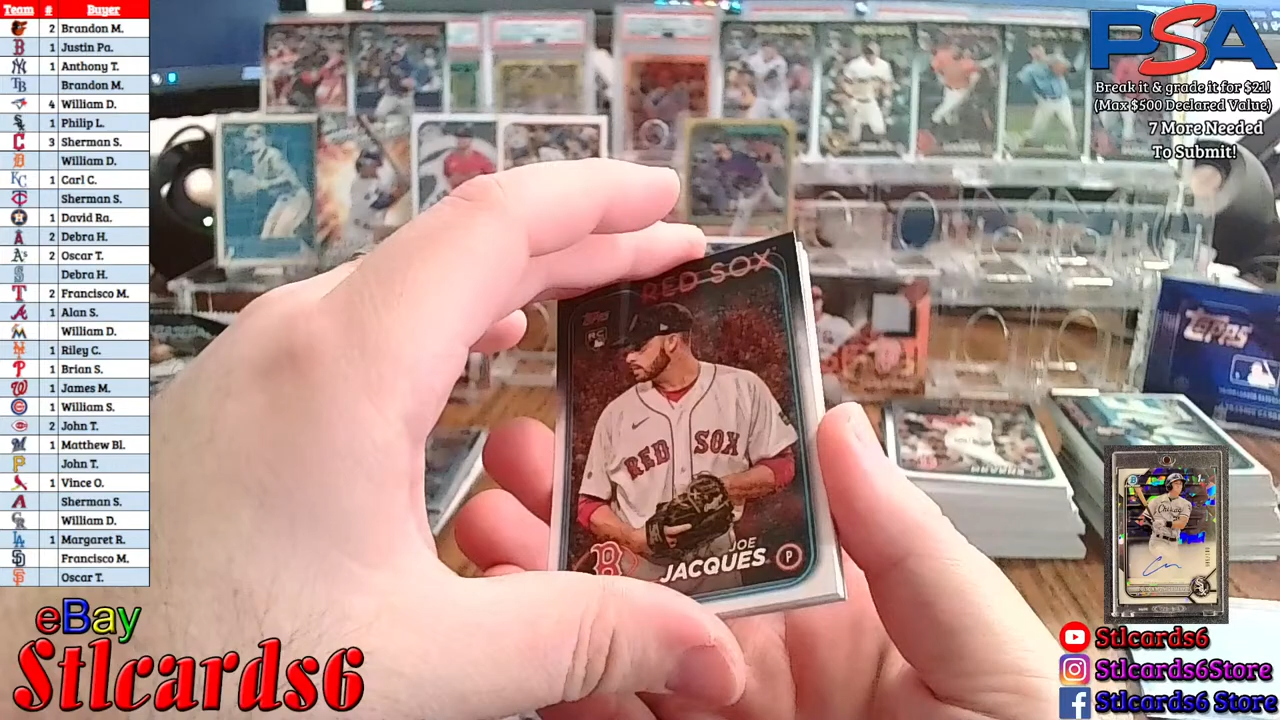 Team # Buyer
2 Brandon M.
1 Justin Pa.
1 Anthony T.
Brandon M.
4 William D.
1 Philip L.
3 Sherman S.
William D.
1 Carl C.
Sherman S.
1 David Ra.
2 Debra H.
2 Oscar T.
Debra H.
2 Francisco M.
1 Alan S.
William D.
1 Riley C.
1 Brian S.
1 James M.
1 William S.
2 John T.
1 Matthew Bl.
John T.
1 Vince O.
Sherman S.
William D.
1 Margaret R.
Francisco M.
Oscar T.
eBay
Stlcards6
PSA
Break it & grade it for $21!
(Max $500 Declared Value)
7 More Needed
To Submit!
RED SOX
Topps
RC
RED SOX
B
JOE
JACQUES
P
Topps
Stlcards6
Stlcards6Store
Stlcards6 Store